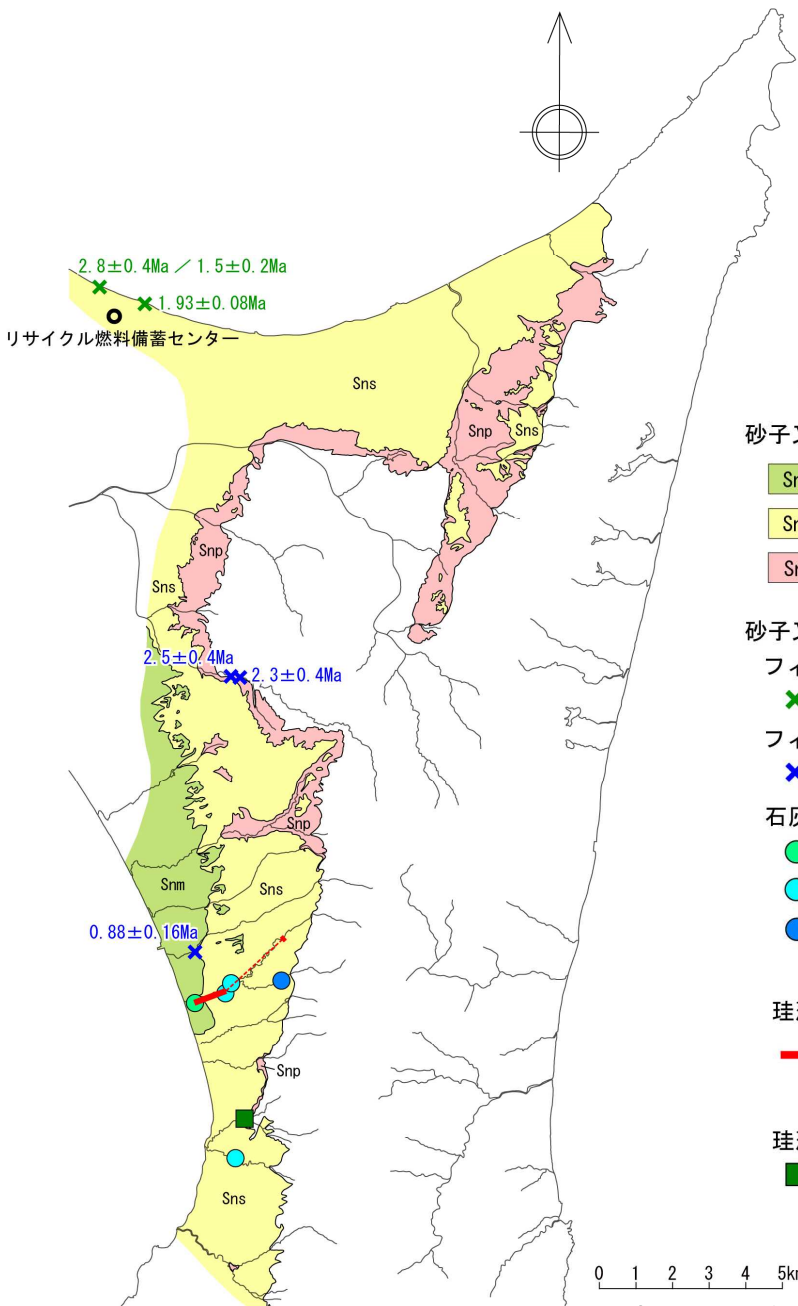 2.8±0.4Ma ／ 1.5±0.2Ma
1.93±0.08Ma
リサイクル燃料備蓄センター
Sns
Snp
Sns
Snp
Sns
2.5±0.4Ma
2.3±0.4Ma
Snp
Snm
Sns
0.88±0.16Ma
Snp
Sns
砂子
Sn
Sn
Sn
砂子
フィ
フィ
石灰
珪
珪
0 1 2 3 4 5km